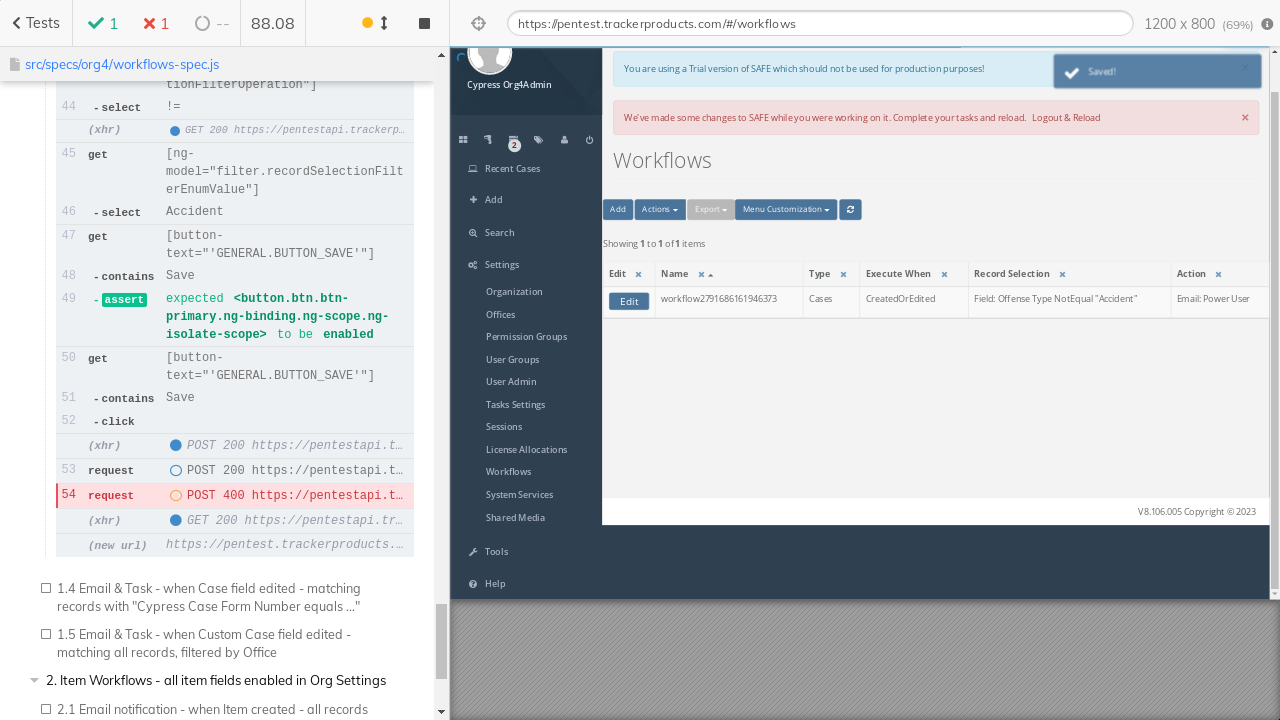 Tests
1
1
--
88.08
https://pentest.trackerproducts.com/#/workflows
1200 x 800 (69%)
src/specs/org4/workflows-spec.js
tionFilterOperation"]
44 - select !=
(xhr) GET 200 https://pentestapi.trackerp…
45 get [ng-
model="filter.recordSelectionFilt
erEnumValue"]
46 - select Accident
47 get [button-
text="'GENERAL.BUTTON_SAVE'"]
48 - contains Save
49 - assert expected <button.btn.btn-
primary.ng-binding.ng-scope.ng-
isolate-scope> to be enabled
50 get [button-
text="'GENERAL.BUTTON_SAVE'"]
- contains Save
52 - click
(xhr) POST 200 https://pentestapi.t…
53 request POST 200 https://pentestapi.t…
54 request POST 400 https://pentestapi.t…
(xhr) GET 200 https://pentestapi.tr…
(new url) https://pentest.trackerproducts.…
1.4 Email & Task - when Case field edited - matching
records with "Cypress Case Form Number equals ..."
1.5 Email & Task - when Custom Case field edited -
matching all records, filtered by Office
2. Item Workflows - all item fields enabled in Org Settings
2.1 Email notification - when Item created - all records
Cypress Org4Admin
2
Recent Cases
Add
Search
Settings
Organization
Offices
Permission Groups
User Groups
User Admin
Tasks Settings
Sessions
License Allocations
Workflows
System Services
Shared Media
Tools
Help
You are using a Trial version of SAFE which should not be used for production purposes!
Saved!
We've made some changes to SAFE while you were working on it. Complete your tasks and reload. Logout & Reload
Workflows
Add Actions Export Menu Customization
Showing 1 to 1 of 1 items
Edit Name Type Execute When Record Selection Action
Edit workflow2791686161946373 Cases CreatedOrEdited Field: Offense Type NotEqual "Accident" Email: Power User
V8.106.005 Copyright © 2023